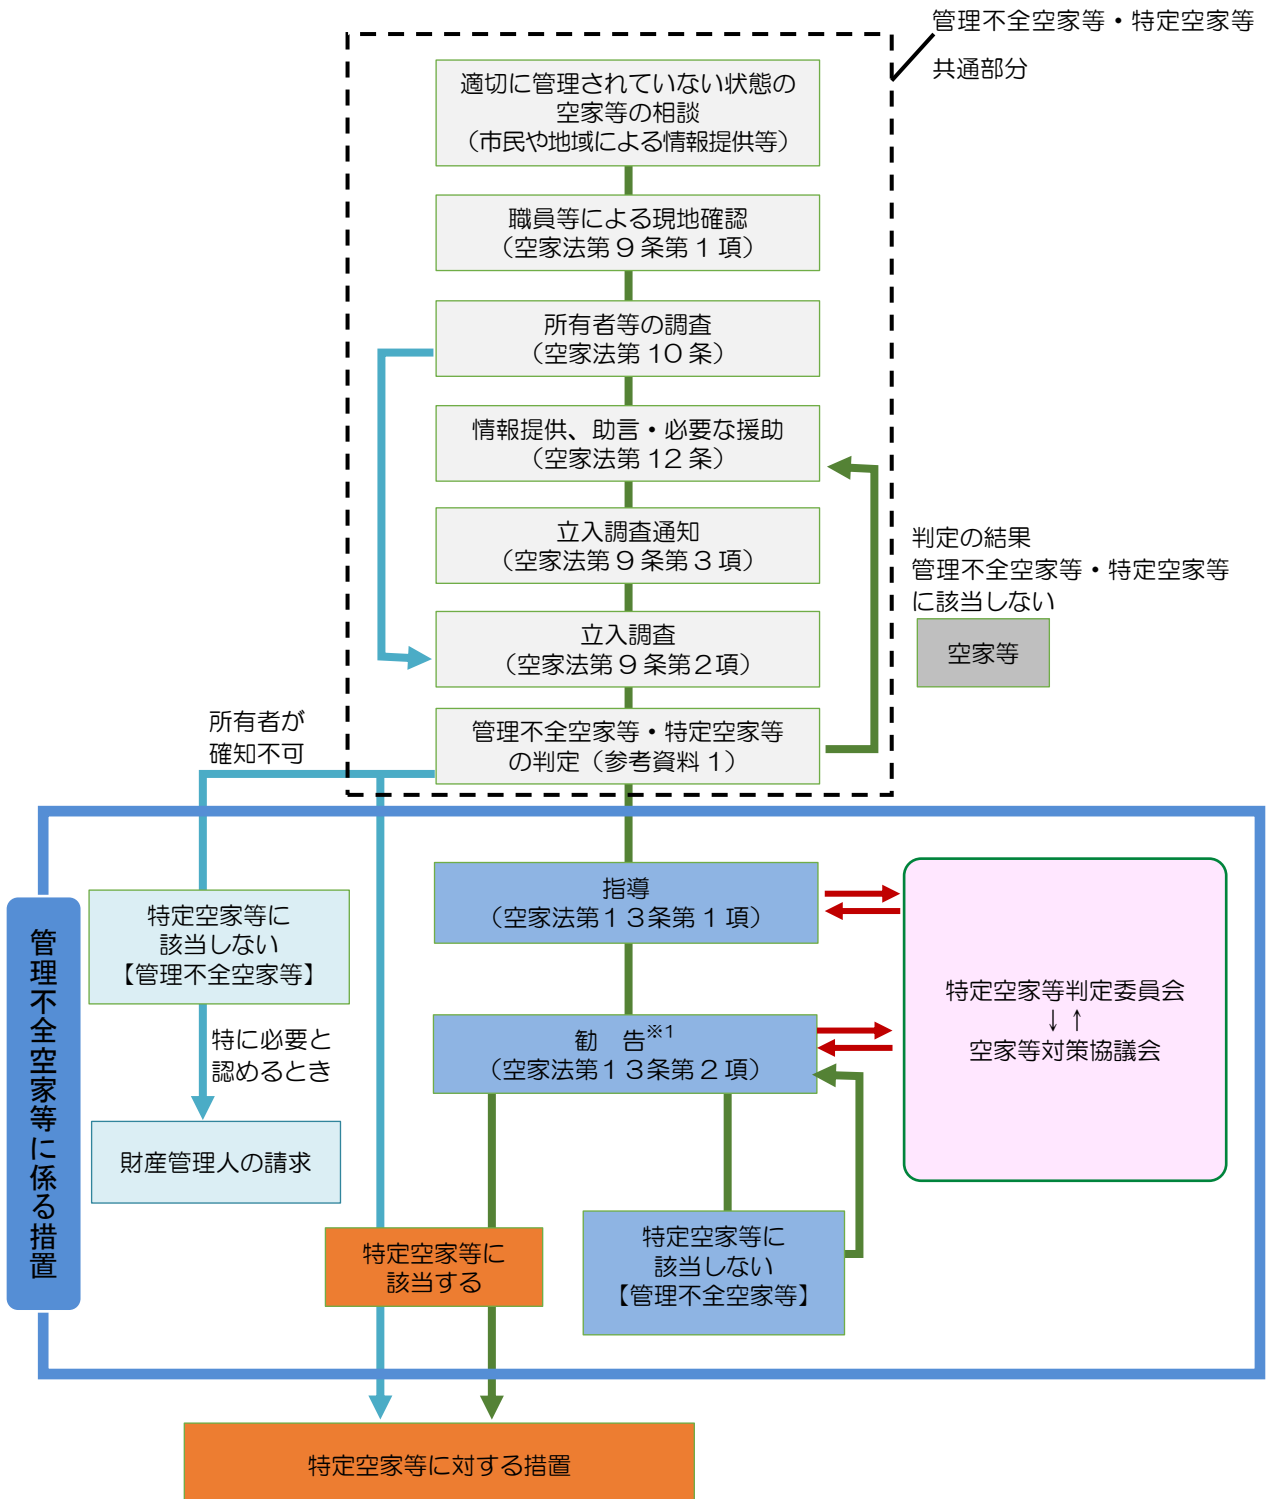 管理不全空家等・特定空家等
共通部分
適切に管理されていない状態の
空家等の相談
（市民や地域による情報提供等）
職員等による現地確認
（空家法第９条第１項）
所有者等の調査
（空家法第 10 条）
情報提供、助言・必要な援助
（空家法第 12 条）
立入調査通知
（空家法第９条第３項）
判定の結果
管理不全空家等・特定空家等
に該当しない
空家等
立入調査
（空家法第９条第２項）
管理不全空家等・特定空家等
の判定（参考資料 1）
所有者が
確知不可
管理不全空家等に係る措置
特定空家等に
該当しない
【管理不全空家等】
特に必要と
認めるとき
財産管理人の請求
指導
（空家法第１３条第１項）
勧　告※1
（空家法第１３条第２項）
特定空家等判定委員会
↓ ↑
空家等対策協議会
特定空家等に
該当する
特定空家等に
該当しない
【管理不全空家等】
特定空家等に対する措置